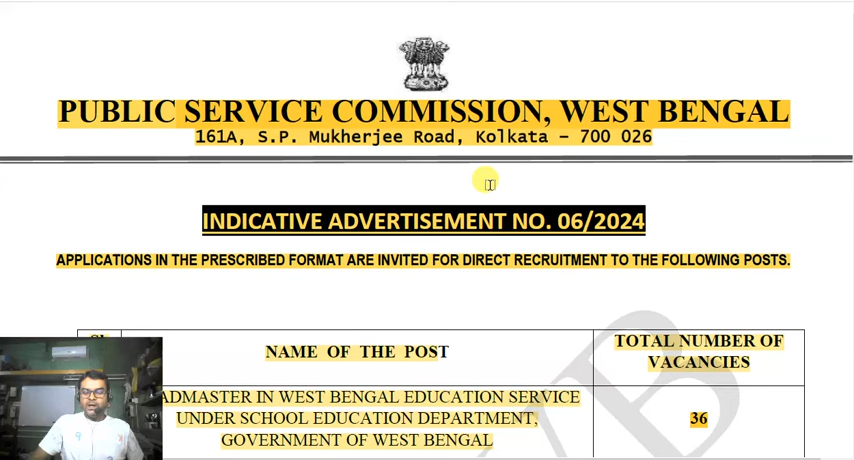 PUBLIC SERVICE COMMISSION, WEST BENGAL
161A, S.P. Mukherjee Road, Kolkata – 700 026
INDICATIVE ADVERTISEMENT NO. 06/2024
APPLICATIONS IN THE PRESCRIBED FORMAT ARE INVITED FOR DIRECT RECRUITMENT TO THE FOLLOWING POSTS.
NAME OF THE POST
TOTAL NUMBER OF
VACANCIES
ADMASTER IN WEST BENGAL EDUCATION SERVICE
UNDER SCHOOL EDUCATION DEPARTMENT,
GOVERNMENT OF WEST BENGAL
36